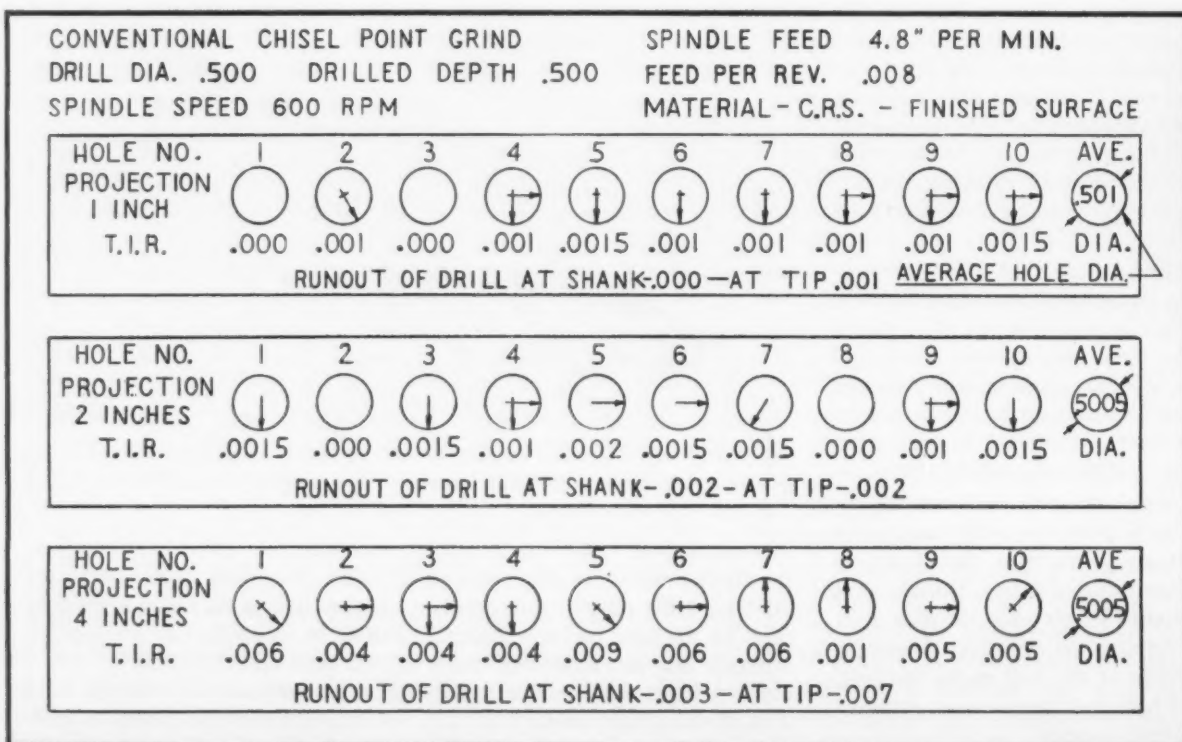 CONVENTIONAL CHISEL POINT GRIND
DRILL DIA. .500 DRILLED DEPTH .500
SPINDLE SPEED 600 RPM
SPINDLE FEED 4.8" PER MIN.
FEED PER REV. .008
MATERIAL - C.R.S. - FINISHED SURFACE
HOLE NO. 1 2 3 4 5 6 7 8 9 10 AVE.
PROJECTION
1 INCH
.501
T.I.R. .000 .001 .000 .001 .0015 .001 .001 .001 .001 .0015 DIA.
RUNOUT OF DRILL AT SHANK-.000-AT TIP .001 AVERAGE HOLE DIA.
HOLE NO. 1 2 3 4 5 6 7 8 9 10 AVE.
PROJECTION
2 INCHES
.5005
T.I.R. .0015 .000 .0015 .001 .002 .0015 .0015 .000 .001 .0015 DIA.
RUNOUT OF DRILL AT SHANK-.002-AT TIP-.002
HOLE NO. 1 2 3 4 5 6 7 8 9 10 AVE
PROJECTION
4 INCHES
.5005
T.I.R. .006 .004 .004 .004 .009 .006 .006 .001 .005 .005 DIA.
RUNOUT OF DRILL AT SHANK-.003-AT TIP-.007